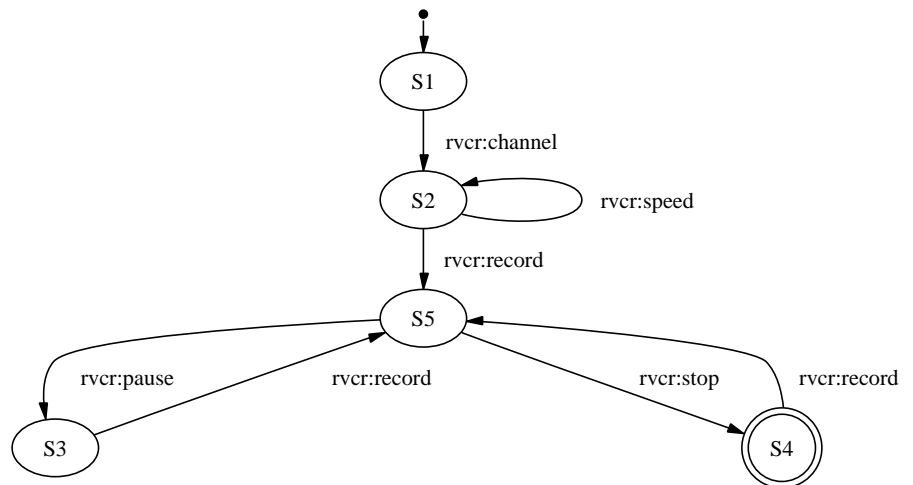 S1
rvcr:channel
S2
rvcr:speed
rvcr:record
S5
rvcr:pause
rvcr:record
rvcr:stop
rvcr:record
S3
S4